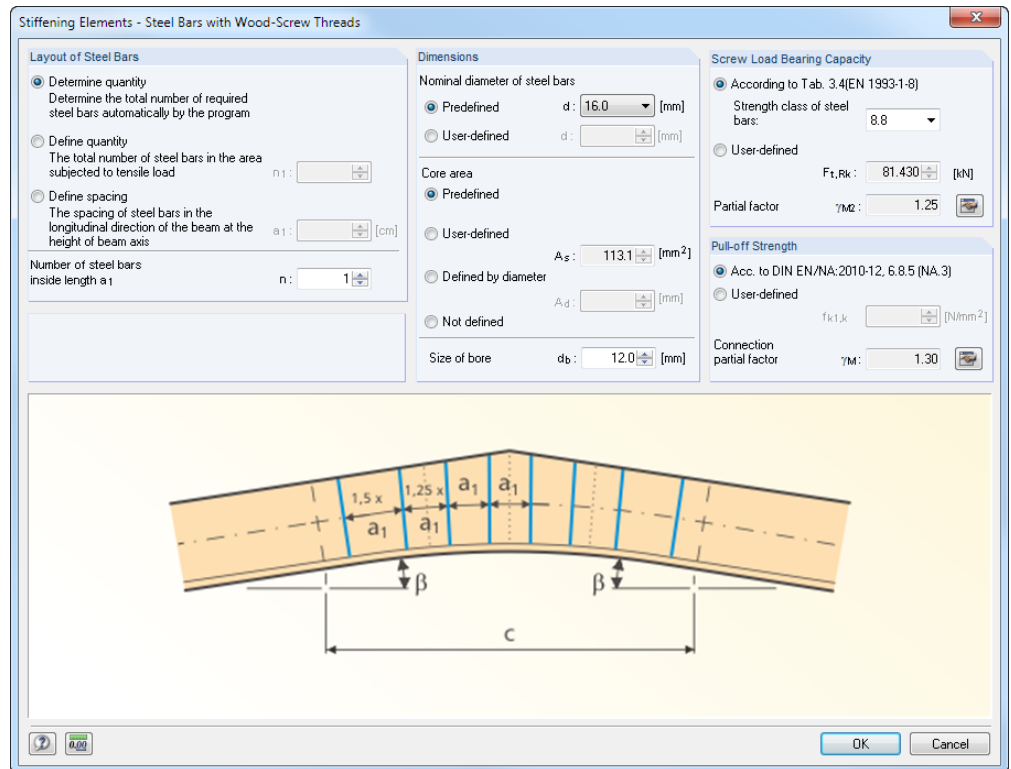 Stiffening Elements - Steel Bars with Wood-Screw Threads
Layout of Steel Bars
Determine quantity
Determine the total number of required
steel bars automatically by the program
Define quantity
The total number of steel bars in the area
subjected to tensile load
n1:
Define spacing
The spacing of steel bars in the
longitudinal direction of the beam at the
height of beam axis
a1:
[cm]
Number of steel bars
inside length a1
n:
1
Dimensions
Nominal diameter of steel bars
Predefined
d:
16.0
[mm]
User-defined
d:
[mm]
Core area
Predefined
User-defined
As:
113.1
[mm2]
Defined by diameter
Ad:
[mm]
Not defined
Size of bore
db:
12.0
[mm]
Screw Load Bearing Capacity
According to Tab. 3.4(EN 1993-1-8)
Strength class of steel
bars:
8.8
User-defined
Ft,Rk:
81.430
[kN]
Partial factor
γM2:
1.25
Pull-off Strength
Acc. to DIN EN/NA:2010-12, 6.8.5 (NA.3)
User-defined
fk1,k
[N/mm2]
Connection
partial factor
γM:
1.30
1,5 x
a1
1,25 x
a1
a1
a1
β
β
c
0.00
OK
Cancel